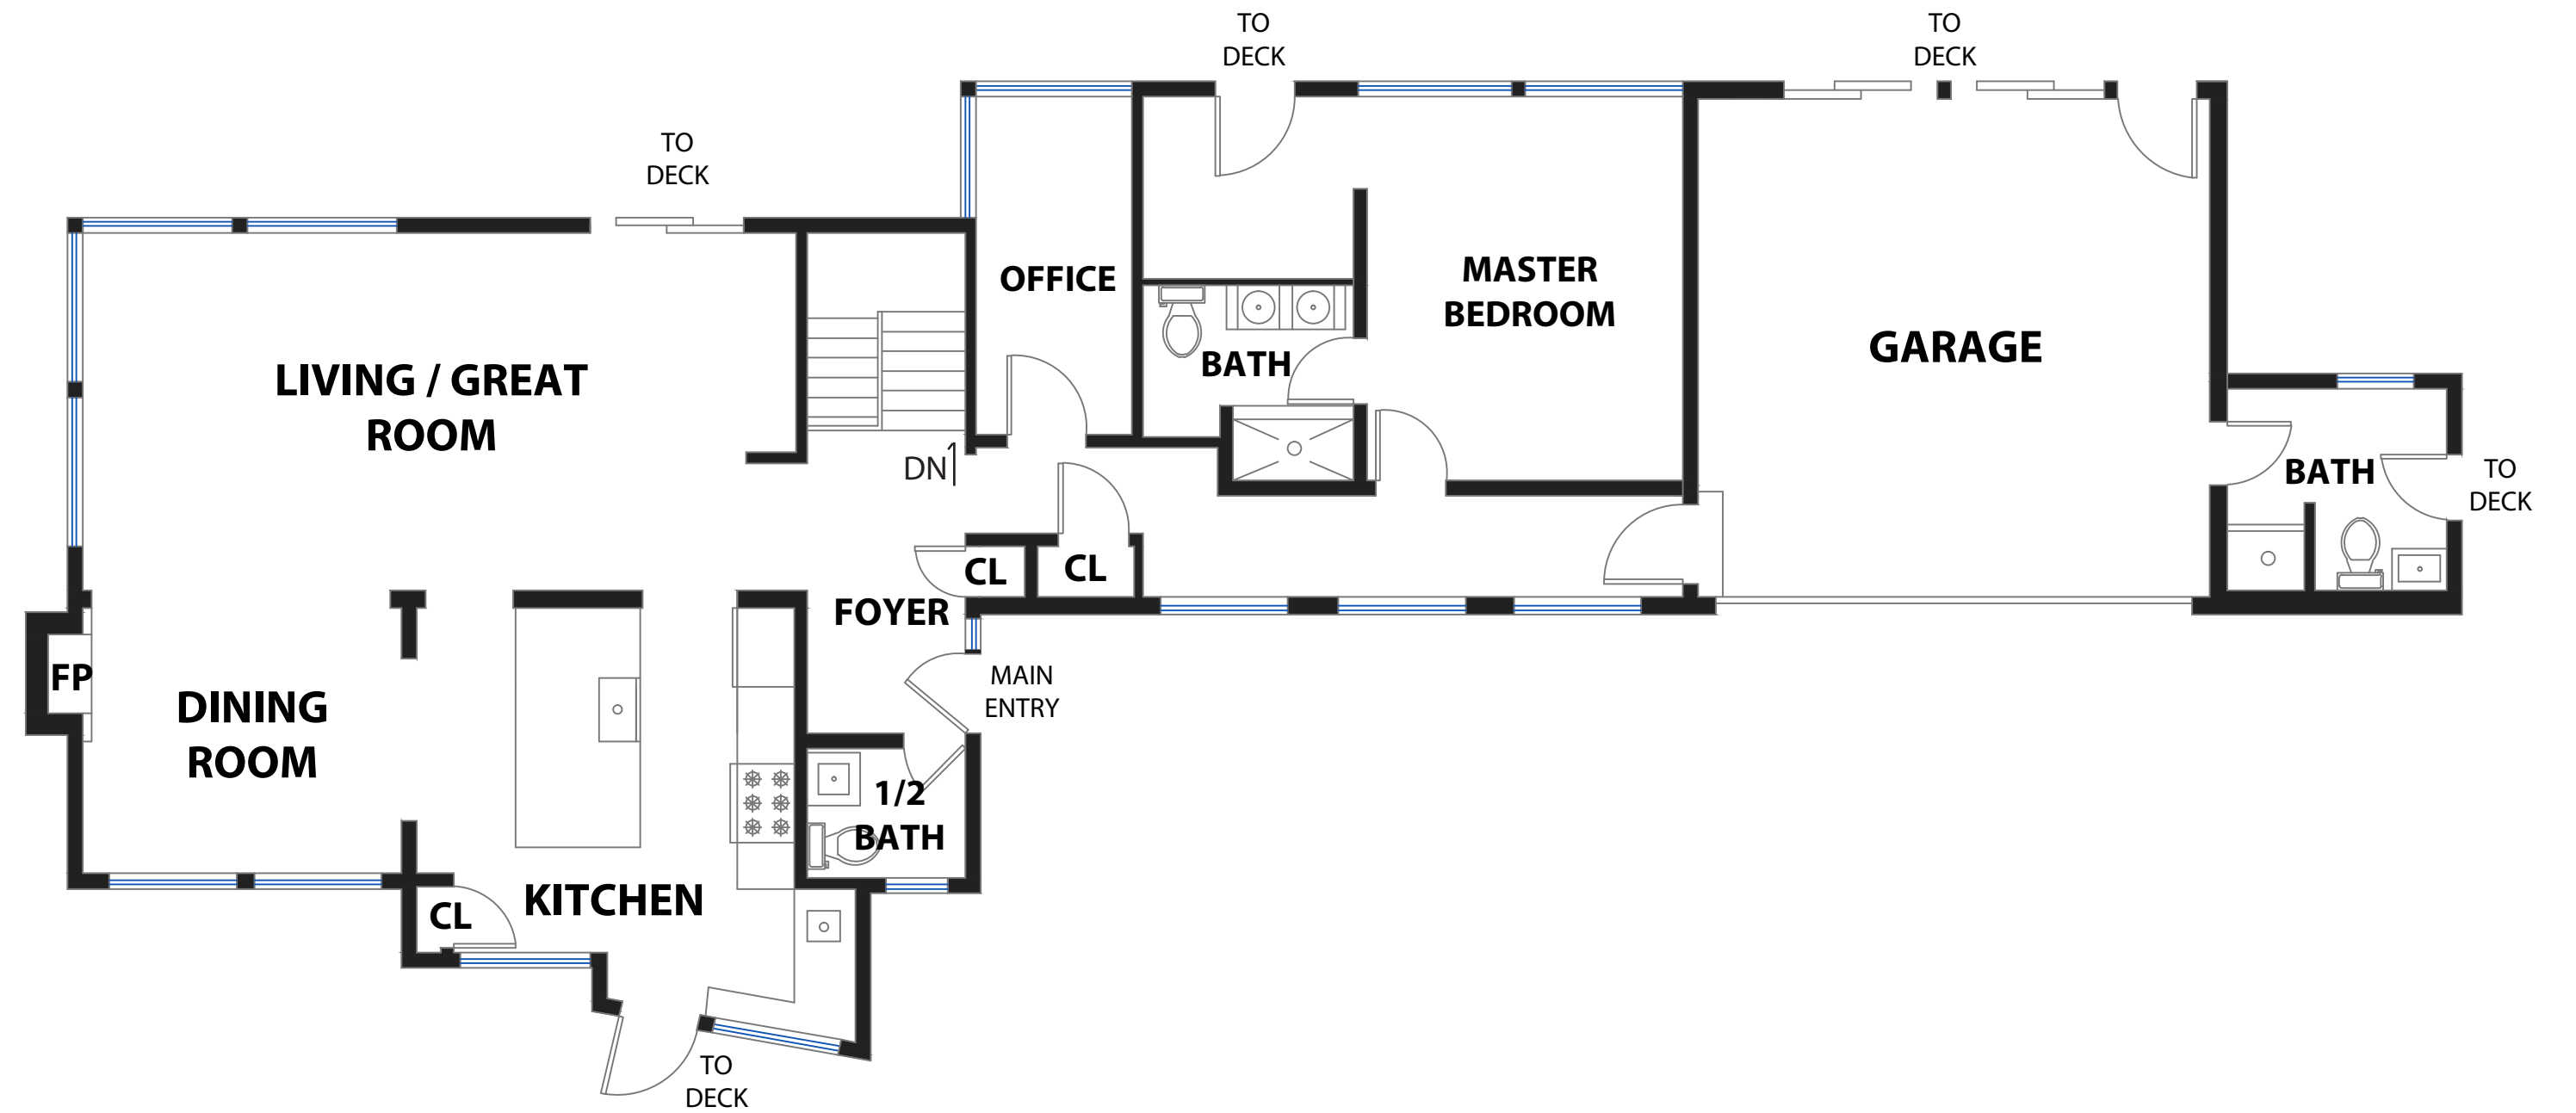 TO
DECK
TO
DECK
TO
DECK
OFFICE
MASTER
BEDROOM
BATH
GARAGE
LIVING / GREAT
ROOM
DN
BATH
TO
DECK
CL
CL
FOYER
FP
MAIN
ENTRY
DINING
ROOM
1/2
BATH
KITCHEN
CL
TO
DECK